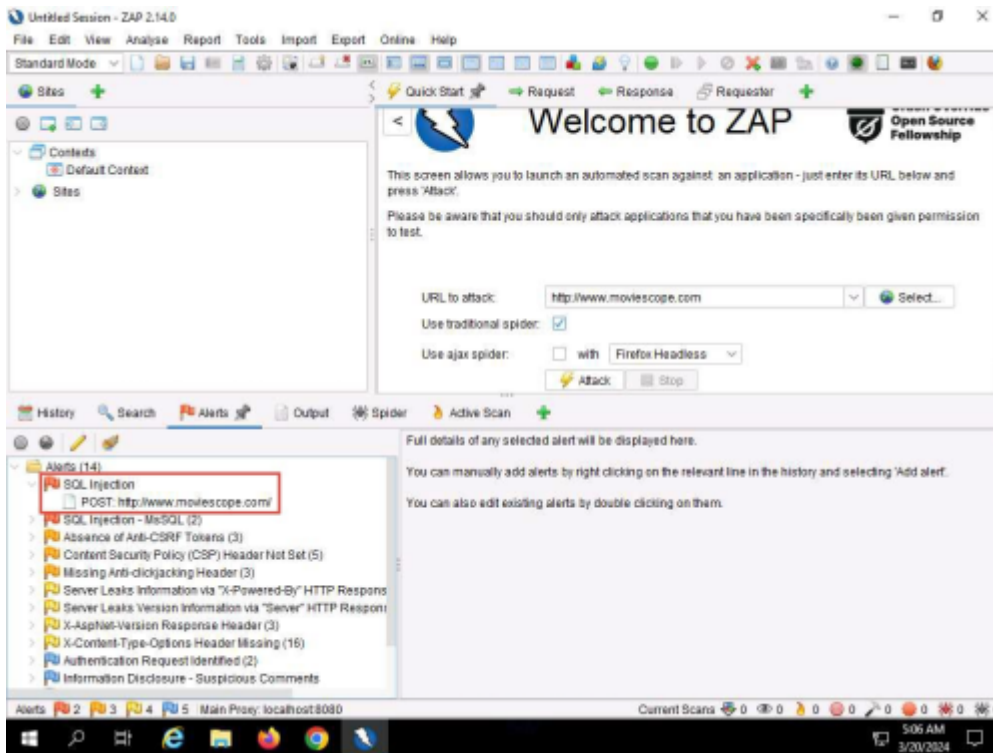 Untitled Session - ZAP 2.14.0
File Edit View Analyse Report Tools Import Export Online Help
Standard Mode
Sites
Quick Start Request Response Requester
Contexts
Default Context
Sites
Welcome to ZAP
Open Source
Fellowship
This screen allows you to launch an automated scan against an application - just enter its URL below and
press 'Attack'.
Please be aware that you should only attack applications that you have been specifically been given permission
to test.
URL to attack: http://www.moviescope.com Select...
Use traditional spider:
Use ajax spider: with Firefox Headless
Attack Stop
History Search Alerts Output Spider Active Scan
Alerts (14)
SQL Injection
POST: http://www.moviescope.com/
SQL Injection - MsSQL (2)
Absence of Anti-CSRF Tokens (3)
Content Security Policy (CSP) Header Not Set (5)
Missing Anti-clickjacking Header (3)
Server Leaks Information via "X-Powered-By" HTTP Respons
Server Leaks Version Information via "Server" HTTP Respons
X-AspNet-Version Response Header (3)
X-Content-Type-Options Header Missing (16)
Authentication Request Identified (2)
Information Disclosure - Suspicious Comments
Full details of any selected alert will be displayed here.
You can manually add alerts by right clicking on the relevant line in the history and selecting 'Add alert'.
You can also edit existing alerts by double clicking on them.
Alerts 2 3 4 5 Main Proxy: localhost:8080 Current Scans 0 0 0 0 0 0 0
5:06 AM
3/20/2024